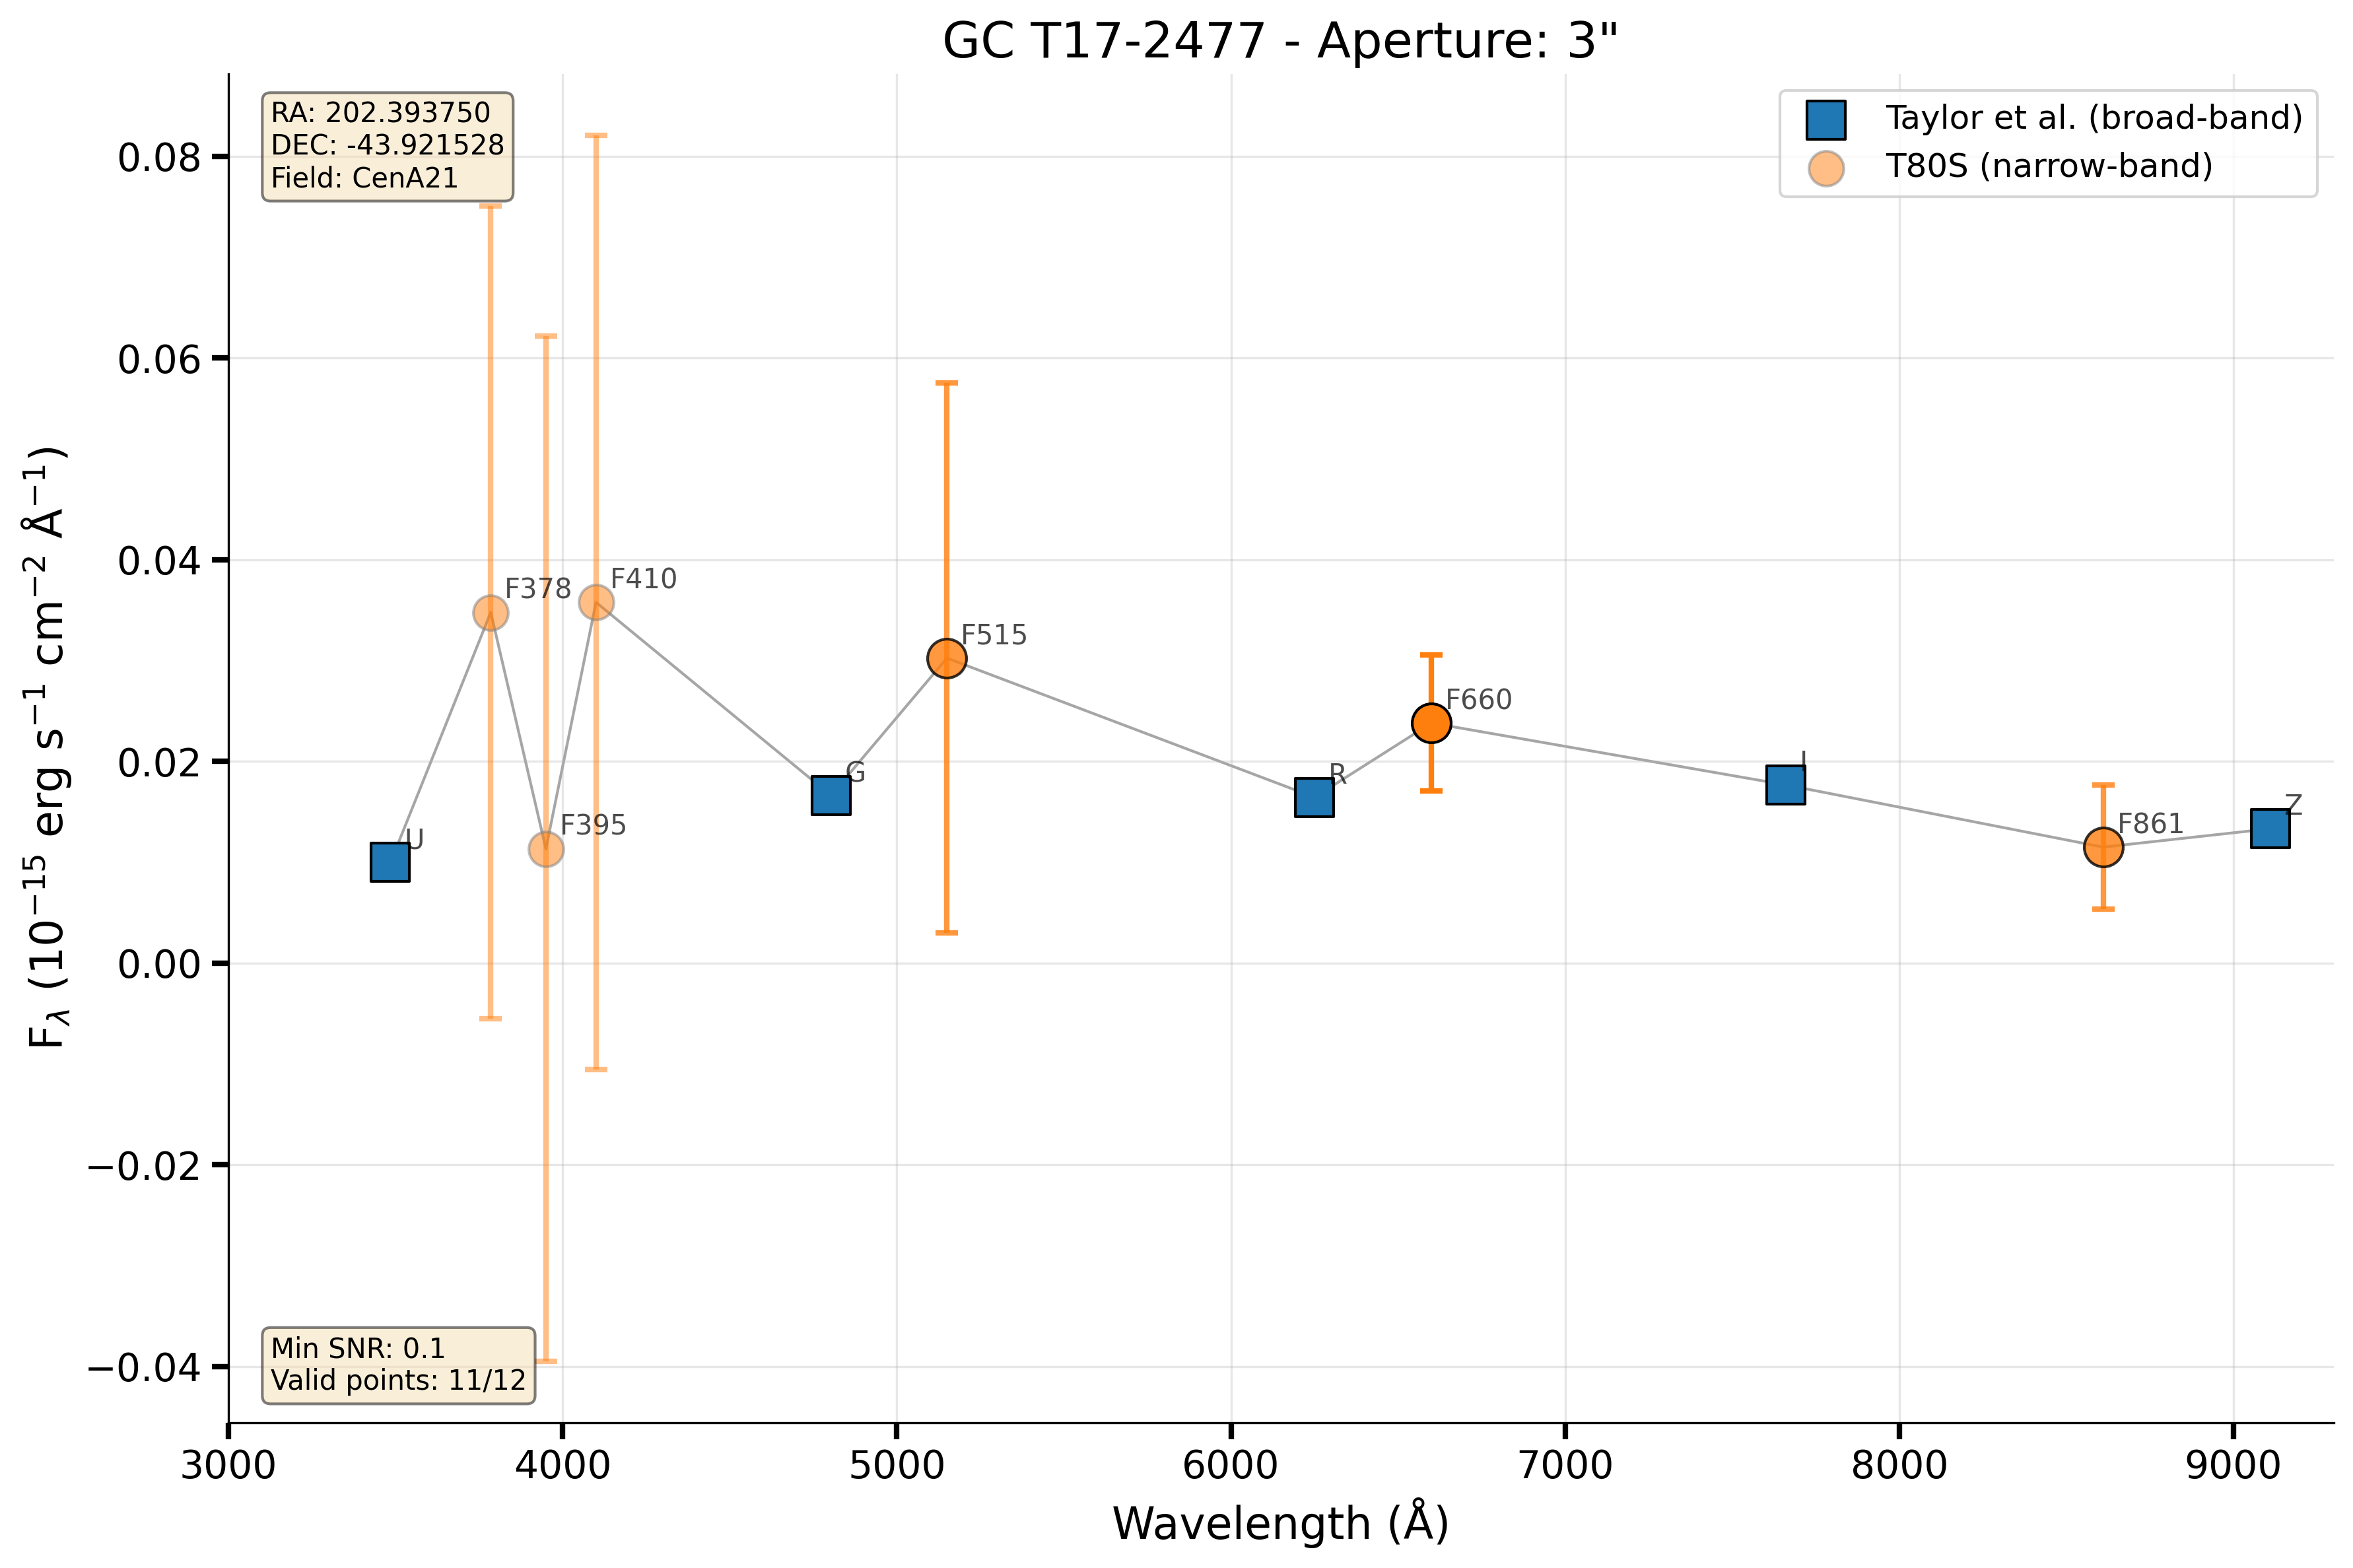 GC T17-2477 - Aperture: 3"
RA: 202.393750
DEC: -43.921528
Field: CenA21
Taylor et al. (broad-band)
T80S (narrow-band)
0.08
0.06
0.04
0.02
0.00
−0.02
−0.04
F_λ (10⁻¹⁵ erg s⁻¹ cm⁻² Å⁻¹)
U
F378
F395
F410
G
F515
R
F660
I
F861
Z
Min SNR: 0.1
Valid points: 11/12
3000 4000 5000 6000 7000 8000 9000
Wavelength (Å)